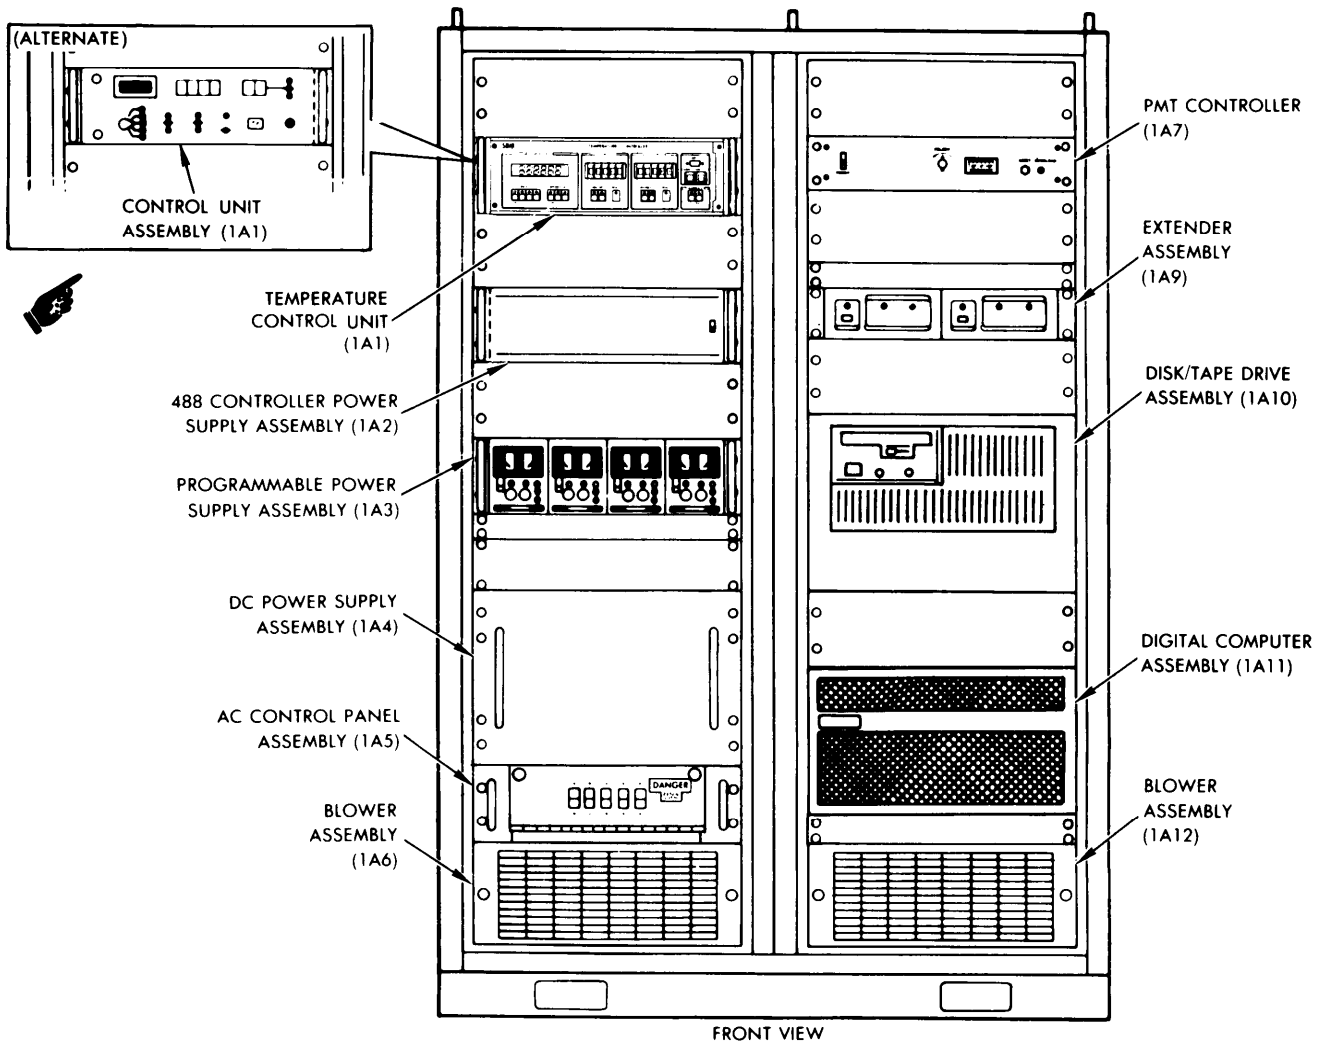 (ALTERNATE)
CONTROL UNIT
ASSEMBLY (1A1)
TEMPERATURE
CONTROL UNIT
(1A1)
488 CONTROLLER POWER
SUPPLY ASSEMBLY (1A2)
PROGRAMMABLE POWER
SUPPLY ASSEMBLY (1A3)
DC POWER SUPPLY
ASSEMBLY (1A4)
AC CONTROL PANEL
ASSEMBLY (1A5)
BLOWER
ASSEMBLY
(1A6)
DANGER
PMT CONTROLLER
(1A7)
EXTENDER
ASSEMBLY
(1A9)
DISK/TAPE DRIVE
ASSEMBLY (1A10)
DIGITAL COMPUTER
ASSEMBLY (1A11)
BLOWER
ASSEMBLY
(1A12)
FRONT VIEW